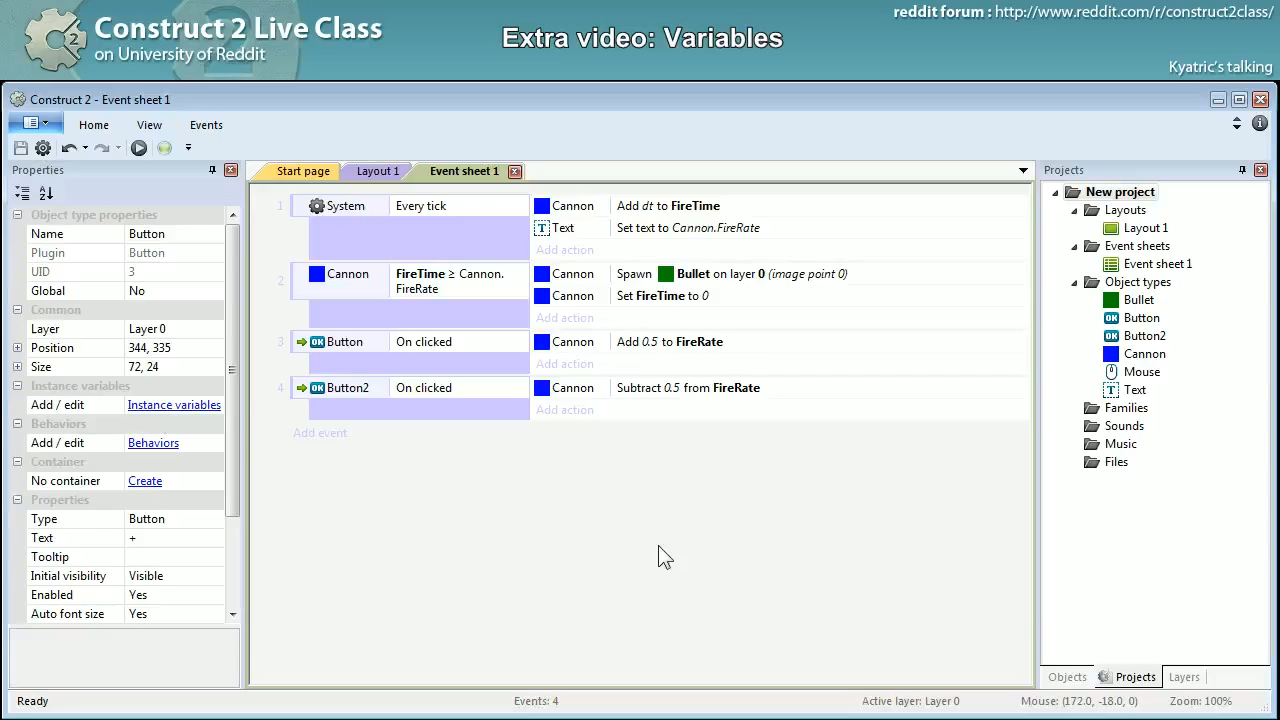 Construct 2 Live Class
on University of Reddit
Extra video: Variables
reddit forum : http://www.reddit.com/r/construct2class/
Kyatric's talking
Construct 2 - Event sheet 1
Home View Events
Properties
Object type properties
Name Button
Plugin Button
UID 3
Global No
Common
Layer Layer 0
Position 344, 335
Size 72, 24
Instance variables
Add / edit Instance variables
Behaviors
Add / edit Behaviors
Container
No container Create
Properties
Type Button
Text +
Tooltip
Initial visibility Visible
Enabled Yes
Auto font size Yes
Start page Layout 1 Event sheet 1
1 System Every tick Cannon Add dt to FireTime
T Text Set text to Cannon.FireRate
Add action
2 Cannon FireTime ≥ Cannon. Cannon Spawn Bullet on layer 0 (image point 0)
FireRate Cannon Set FireTime to 0
Add action
3 OK Button On clicked Cannon Add 0.5 to FireRate
Add action
4 OK Button2 On clicked Cannon Subtract 0.5 from FireRate
Add action
Add event
Projects
New project
Layouts
Layout 1
Event sheets
Event sheet 1
Object types
Bullet
OK Button
OK Button2
Cannon
Mouse
T Text
Families
Sounds
Music
Files
Objects Projects Layers
Ready Events: 4 Active layer: Layer 0 Mouse: (172.0, -18.0, 0) Zoom: 100%